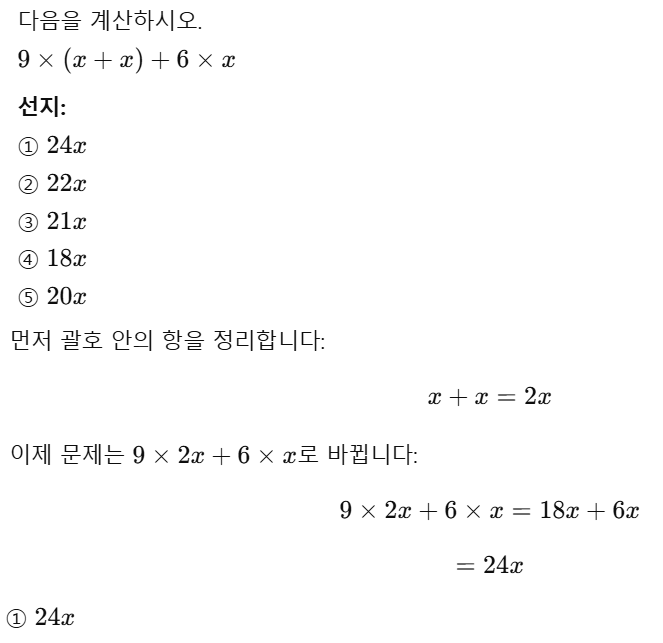 다음을 계산하시오.
9 × (x + x) + 6 × x
선지:
① 24x
② 22x
③ 21x
④ 18x
⑤ 20x
먼저 괄호 안의 항을 정리합니다:
x + x = 2x
이제 문제는 9 × 2x + 6 × x로 바뀝니다:
9 × 2x + 6 × x = 18x + 6x
= 24x
① 24x